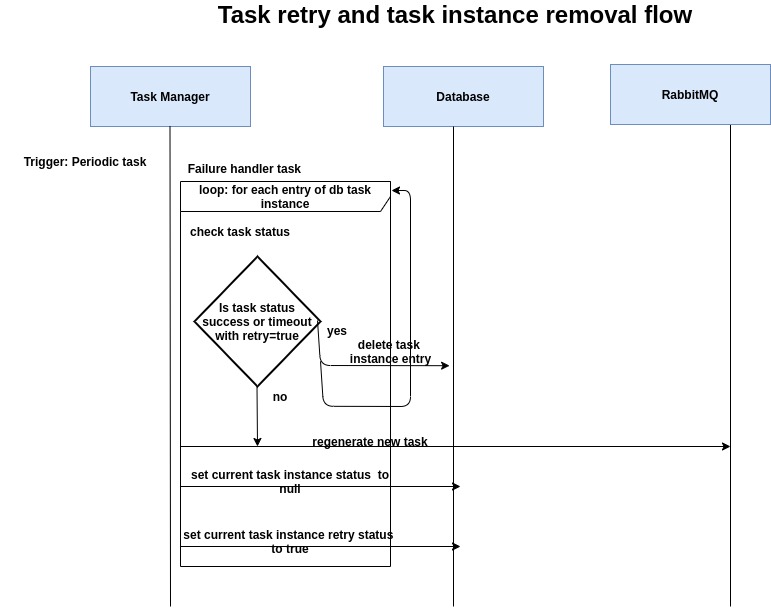 Task retry and task instance removal flow
Task Manager
Database
RabbitMQ
Trigger: Periodic task
Failure handler task
loop: for each entry of db task
instance
check task status
Is task status
success or timeout
with retry=true
yes
delete task
instance entry
no
regenerate new task
set current task instance status  to
null
set current task instance retry status
to true